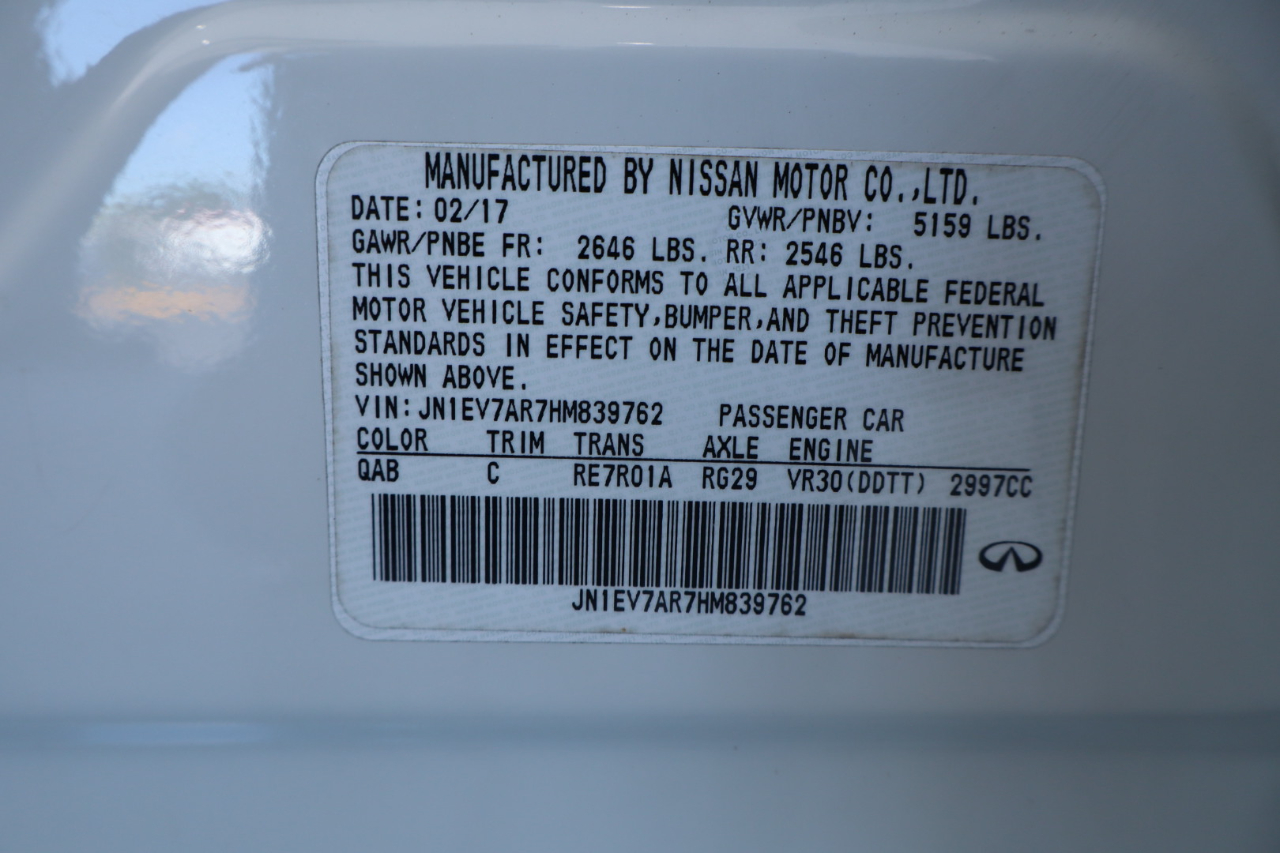 MANUFACTURED BY NISSAN MOTOR CO.,LTD.
DATE: 02/17 GVWR/PNBV: 5159 LBS.
GAWR/PNBE FR: 2646 LBS. RR: 2546 LBS.
THIS VEHICLE CONFORMS TO ALL APPLICABLE FEDERAL
MOTOR VEHICLE SAFETY,BUMPER,AND THEFT PREVENTION
STANDARDS IN EFFECT ON THE DATE OF MANUFACTURE
SHOWN ABOVE.
VIN: JN1EV7AR7HM839762 PASSENGER CAR
COLOR TRIM TRANS AXLE ENGINE
QAB C RE7R01A RG29 VR30(DDTT) 2997CC
JN1EV7AR7HM839762